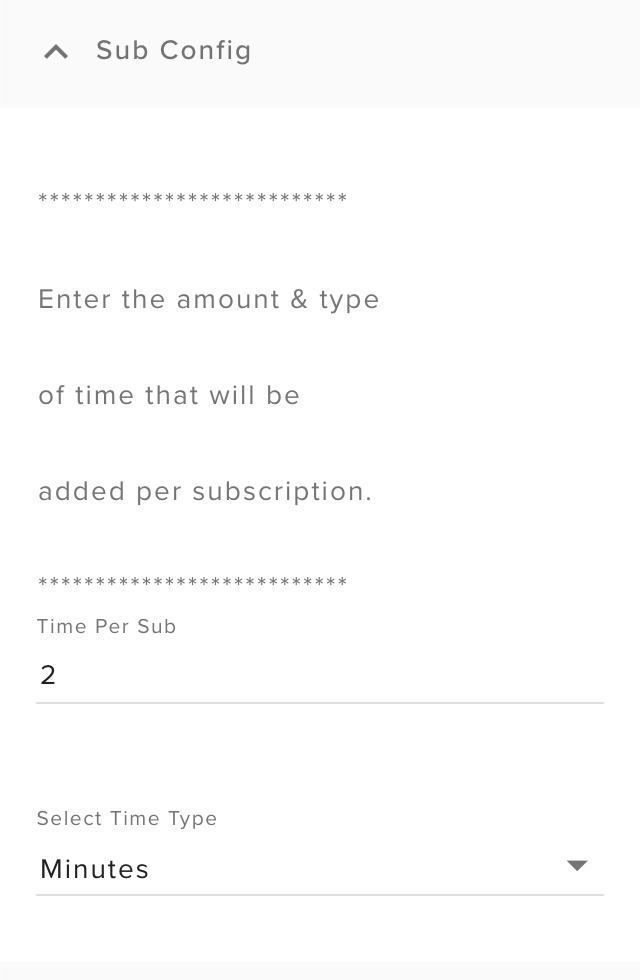 Sub Config
***************************
Enter the amount & type
of time that will be
added per subscription.
***************************
Time Per Sub
2
Select Time Type
Minutes